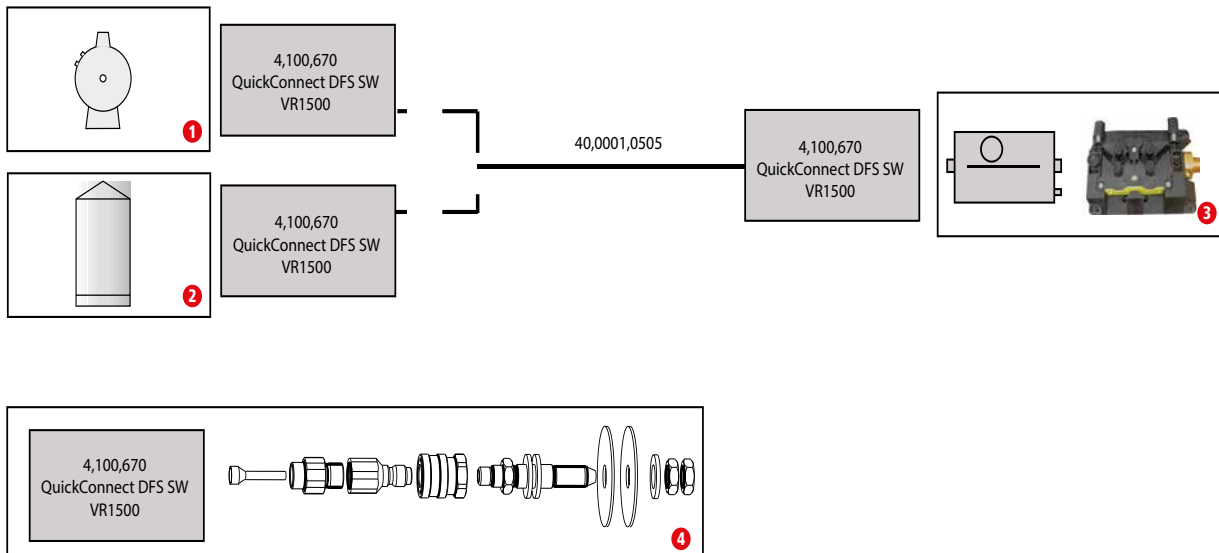 4,100,670
QuickConnect DFS SW
VR1500
1
4,100,670
QuickConnect DFS SW
VR1500
2
40,0001,0505
4,100,670
QuickConnect DFS SW
VR1500
3
4,100,670
QuickConnect DFS SW
VR1500
4